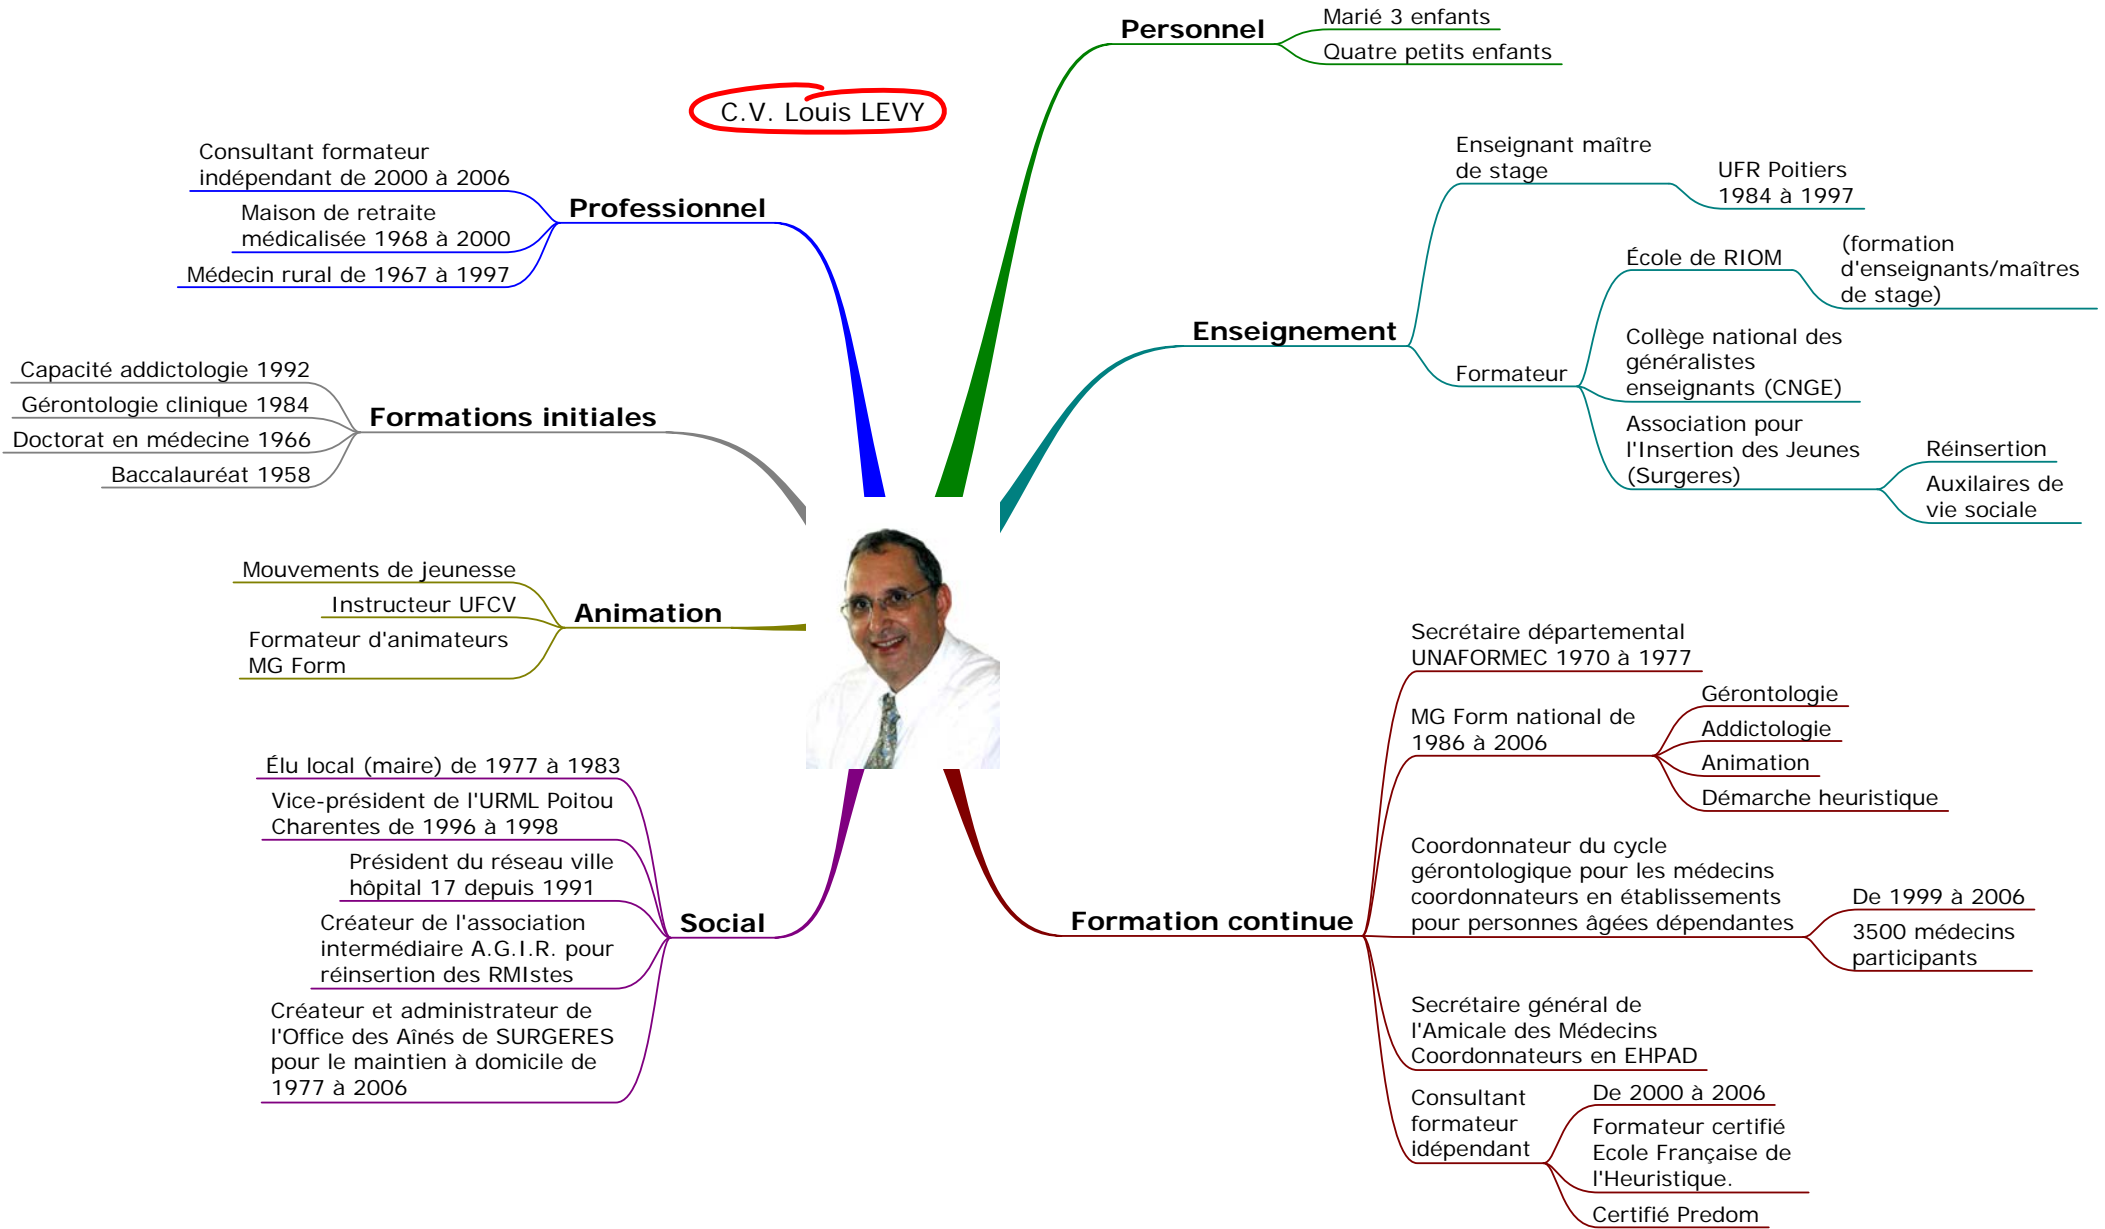 C.V. Louis LEVY
Personnel
Marié 3 enfants
Quatre petits enfants
Professionnel
Consultant formateur
indépendant de 2000 à 2006
Maison de retraite
médicalisée 1968 à 2000
Médecin rural de 1967 à 1997
Formations initiales
Capacité addictologie 1992
Gérontologie clinique 1984
Doctorat en médecine 1966
Baccalauréat 1958
Animation
Mouvements de jeunesse
Instructeur UFCV
Formateur d'animateurs
MG Form
Social
Élu local (maire) de 1977 à 1983
Vice-président de l'URML Poitou
Charentes de 1996 à 1998
Président du réseau ville
hôpital 17 depuis 1991
Créateur de l'association
intermédiaire A.G.I.R. pour
réinsertion des RMIstes
Créateur et administrateur de
l'Office des Aînés de SURGERES
pour le maintien à domicile de
1977 à 2006
Enseignement
Enseignant maître
de stage
UFR Poitiers
1984 à 1997
Formateur
École de RIOM
(formation
d'enseignants/maîtres
de stage)
Collège national des
généralistes
enseignants (CNGE)
Association pour
l'Insertion des Jeunes
(Surgeres)
Réinsertion
Auxilaires de
vie sociale
Formation continue
Secrétaire départemental
UNAFORMEC 1970 à 1977
MG Form national de
1986 à 2006
Gérontologie
Addictologie
Animation
Démarche heuristique
Coordonnateur du cycle
gérontologique pour les médecins
coordonnateurs en établissements
pour personnes âgées dépendantes
De 1999 à 2006
3500 médecins
participants
Secrétaire général de
l'Amicale des Médecins
Coordonnateurs en EHPAD
Consultant
formateur
idépendant
De 2000 à 2006
Formateur certifié
Ecole Française de
l'Heuristique.
Certifié Predom